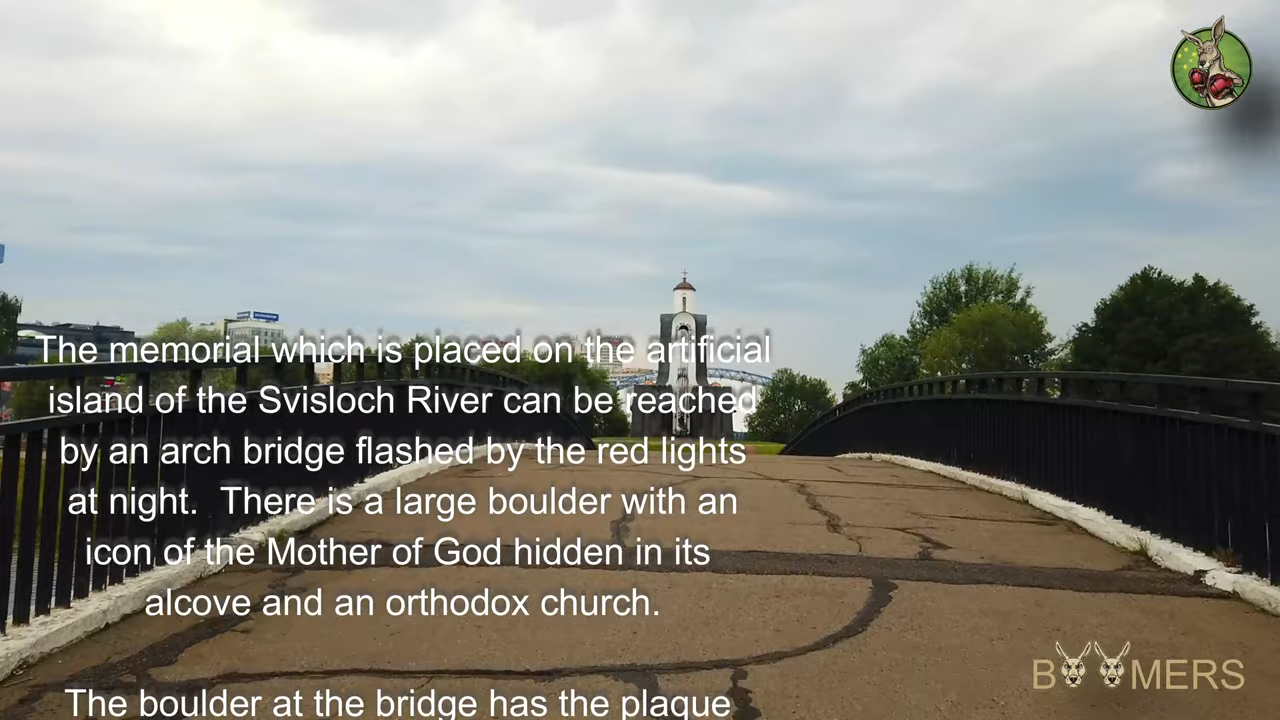 The memorial which is placed on the artificial
island of the Svisloch River can be reached
by an arch bridge flashed by the red lights
at night.  There is a large boulder with an
icon of the Mother of God hidden in its
alcove and an orthodox church.
The boulder at the bridge has the plaque
BOOMERS